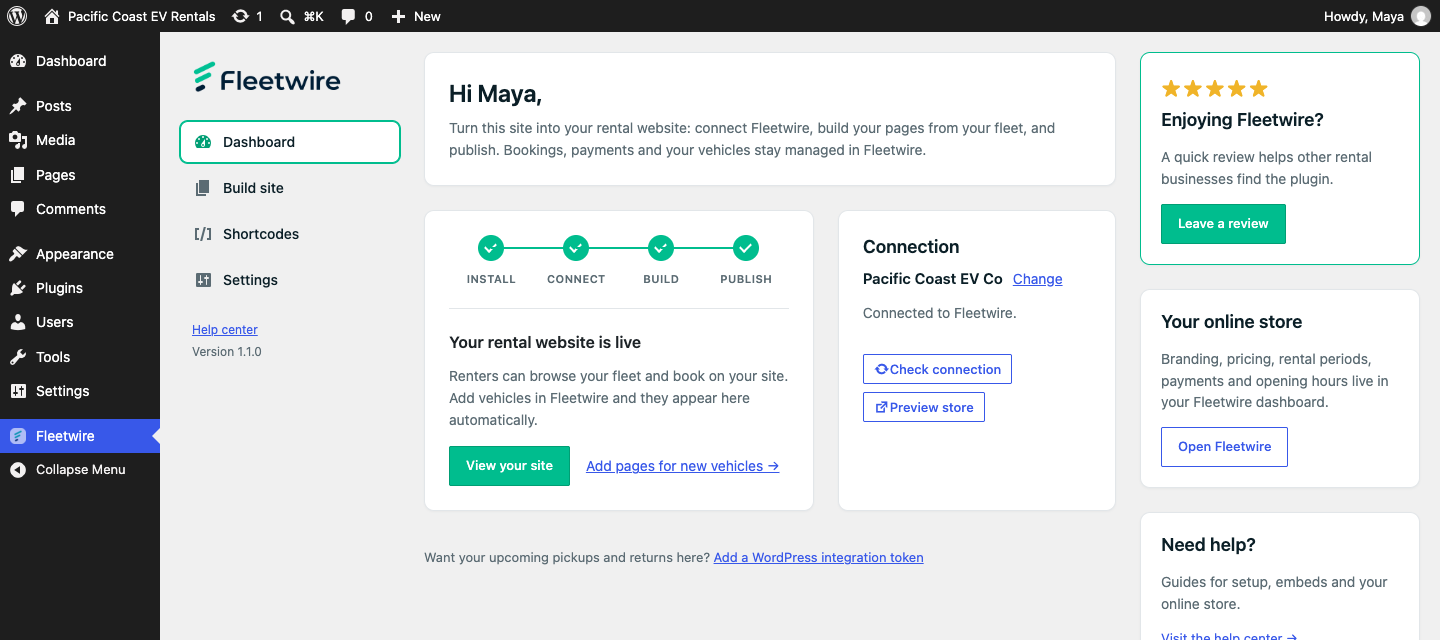 Pacific Coast EV Rentals
1
⌘K
0
New
Howdy, Maya
Dashboard
Posts
Media
Pages
Comments
Appearance
Plugins
Users
Tools
Settings
Fleetwire
Collapse Menu
Fleetwire
Dashboard
Build site
[/] Shortcodes
Settings
Help center
Version 1.1.0
Hi Maya,
Turn this site into your rental website: connect Fleetwire, build your pages from your fleet, and
publish. Bookings, payments and your vehicles stay managed in Fleetwire.
INSTALL
CONNECT
BUILD
PUBLISH
Your rental website is live
Renters can browse your fleet and book on your site.
Add vehicles in Fleetwire and they appear here
automatically.
View your site
Add pages for new vehicles →
Connection
Pacific Coast EV Co Change
Connected to Fleetwire.
Check connection
Preview store
Want your upcoming pickups and returns here? Add a WordPress integration token
Enjoying Fleetwire?
A quick review helps other rental
businesses find the plugin.
Leave a review
Your online store
Branding, pricing, rental periods,
payments and opening hours live in
your Fleetwire dashboard.
Open Fleetwire
Need help?
Guides for setup, embeds and your
online store.
Visit the help center →